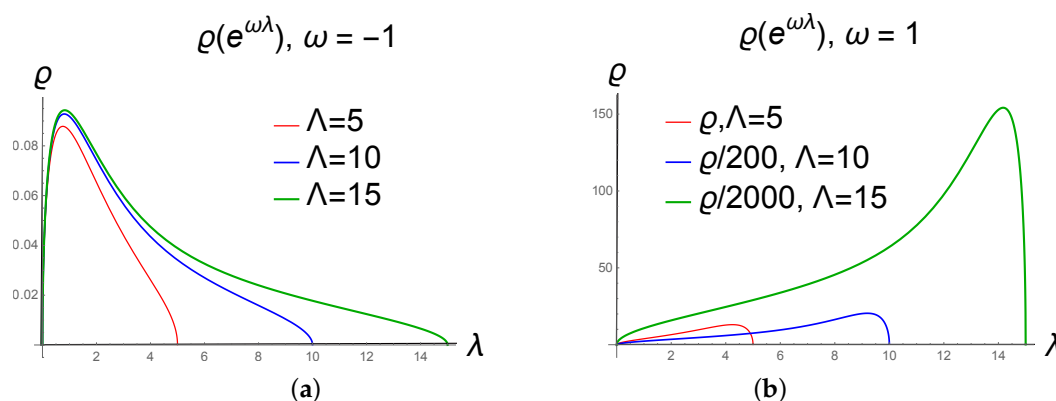 ϱ(e^{ωλ}), ω = −1
ϱ
Λ=5
Λ=10
Λ=15
0.08
0.06
0.04
0.02
2 4 6 8 10 12 14 λ
(a)
ϱ(e^{ωλ}), ω = 1
ϱ
150
ϱ,Λ=5
ϱ/200, Λ=10
ϱ/2000, Λ=15
100
50
2 4 6 8 10 12 14 λ
(b)